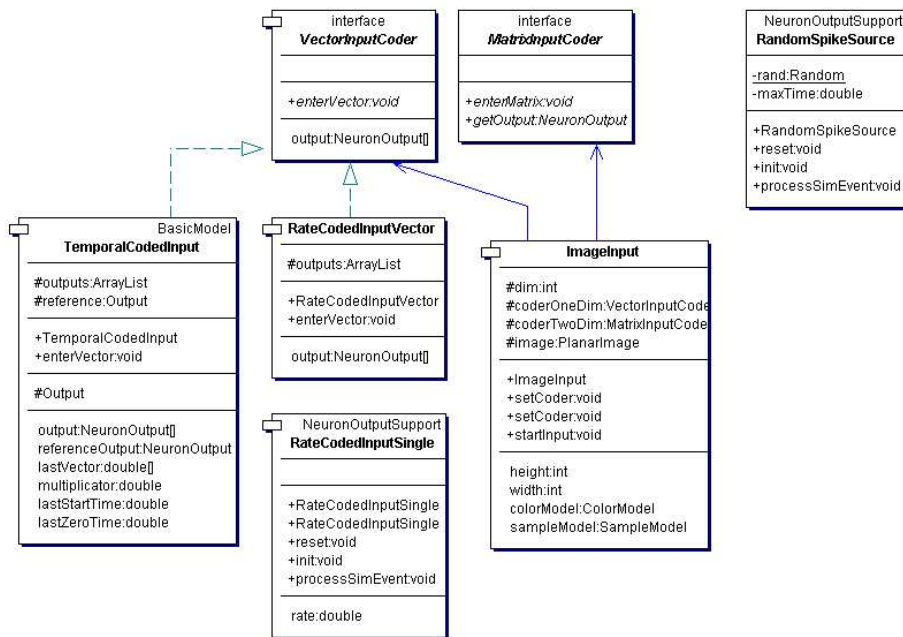 interface
VectorInputCoder
+enterVector:void
output:NeuronOutput[]
interface
MatrixInputCoder
+enterMatrix:void
+getOutput:NeuronOutput
NeuronOutputSupport
RandomSpikeSource
-rand:Random
-maxTime:double
+RandomSpikeSource
+reset:void
+init:void
+processSimEvent:void
BasicModel
TemporalCodedInput
#outputs:ArrayList
#reference:Output
+TemporalCodedInput
+enterVector:void
#Output
output:NeuronOutput[]
referenceOutput:NeuronOutput
lastVector:double[]
multiplicator:double
lastStartTime:double
lastZeroTime:double
RateCodedInputVector
#outputs:ArrayList
+RateCodedInputVector
+enterVector:void
output:NeuronOutput[]
ImageInput
#dim:int
#coderOneDim:VectorInputCode
#coderTwoDim:MatrixInputCode
#image:PlanarImage
+ImageInput
+setCoder:void
+setCoder:void
+startInput:void
height:int
width:int
colorModel:ColorModel
sampleModel:SampleModel
NeuronOutputSupport
RateCodedInputSingle
+RateCodedInputSingle
+RateCodedInputSingle
+reset:void
+init:void
+processSimEvent:void
rate:double